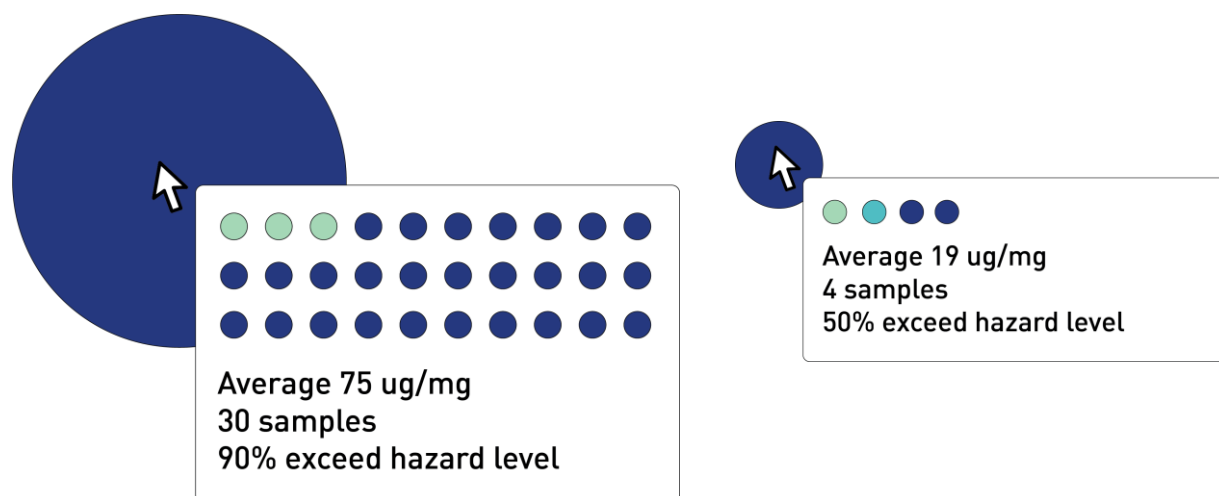 Average 75 ug/mg
30 samples
90% exceed hazard level
Average 19 ug/mg
4 samples
50% exceed hazard level